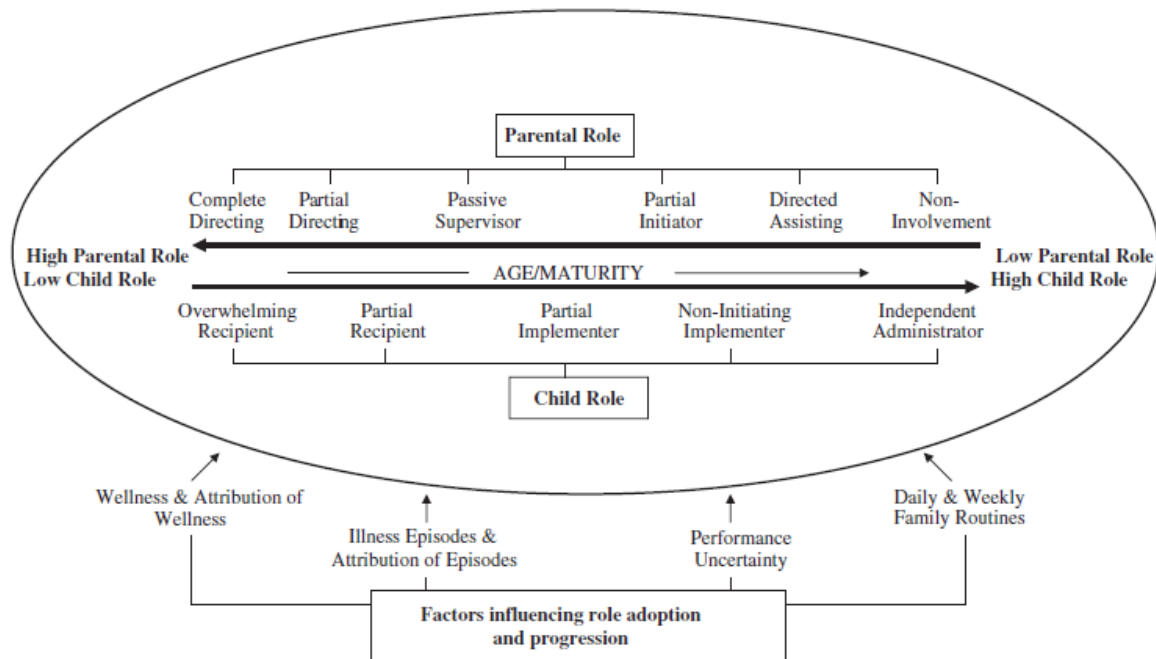 Parental Role
Complete
Directing
Partial
Directing
Passive
Supervisor
Partial
Initiator
Directed
Assisting
Non-
Involvement
High Parental Role
Low Child Role
Low Parental Role
High Child Role
AGE/MATURITY
Overwhelming
Recipient
Partial
Recipient
Partial
Implementer
Non-Initiating
Implementer
Independent
Administrator
Child Role
Wellness & Attribution of
Wellness
Illness Episodes &
Attribution of Episodes
Performance
Uncertainty
Daily & Weekly
Family Routines
Factors influencing role adoption
and progression